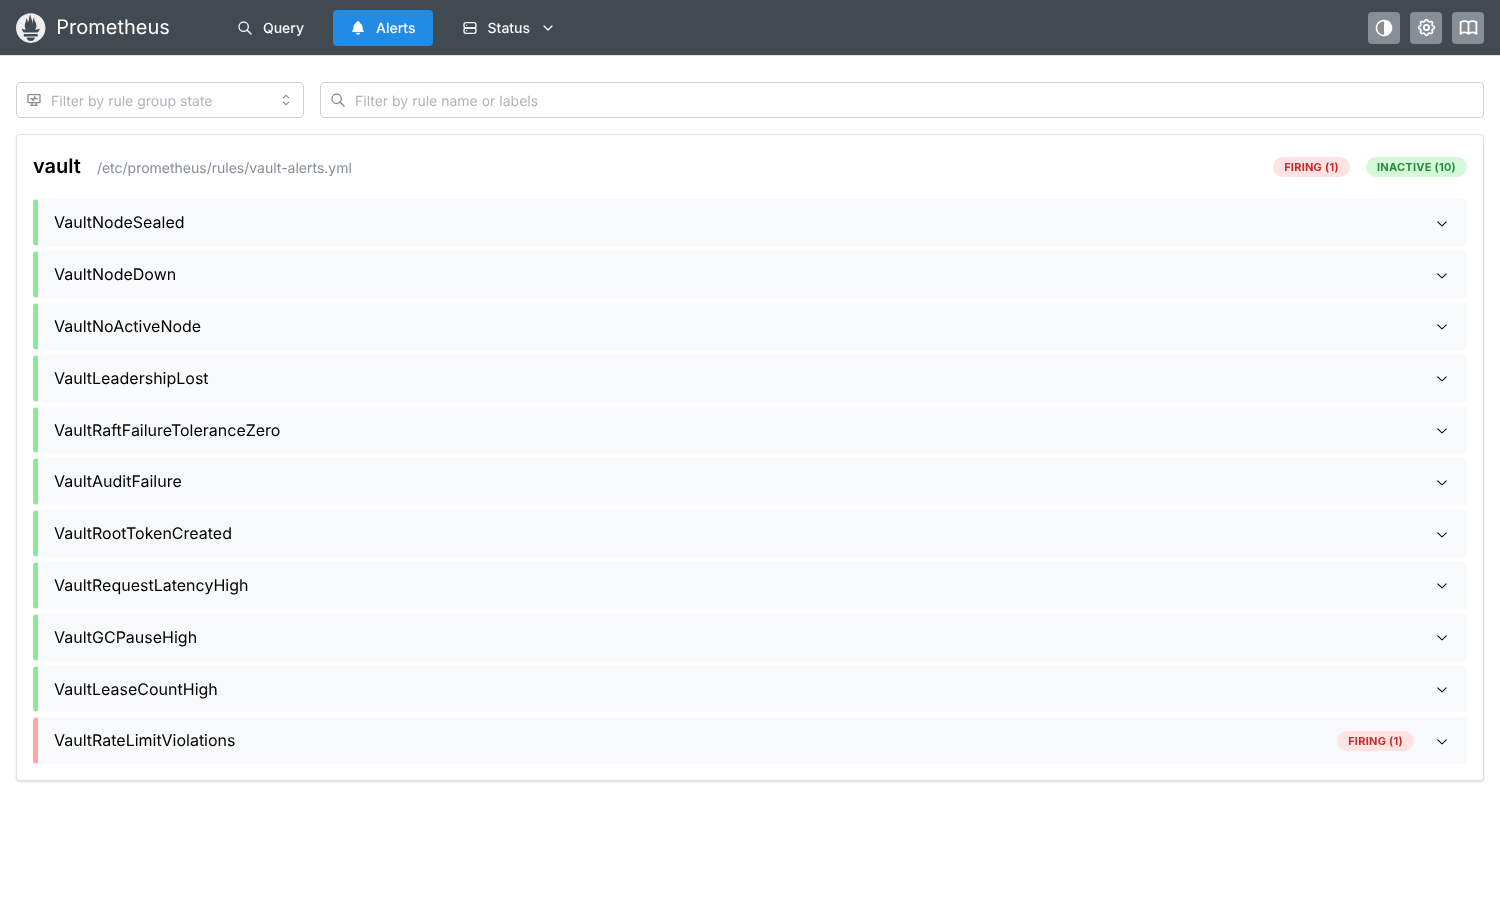 Prometheus
Query
Alerts
Status
Filter by rule group state
Filter by rule name or labels
vault /etc/prometheus/rules/vault-alerts.yml FIRING (1) INACTIVE (10)
VaultNodeSealed
VaultNodeDown
VaultNoActiveNode
VaultLeadershipLost
VaultRaftFailureToleranceZero
VaultAuditFailure
VaultRootTokenCreated
VaultRequestLatencyHigh
VaultGCPauseHigh
VaultLeaseCountHigh
VaultRateLimitViolations FIRING (1)